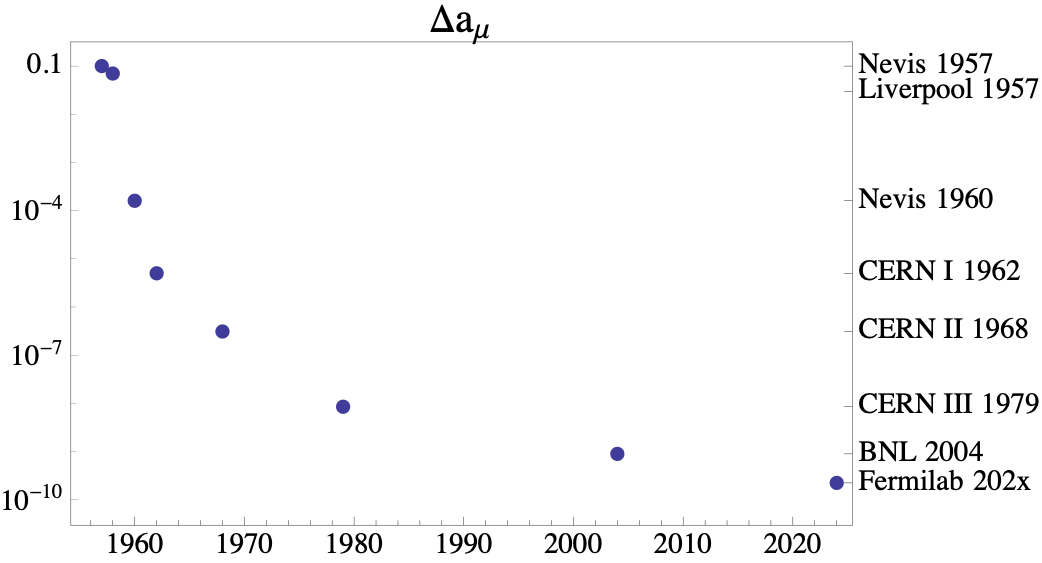 Δaμ
0.1
10−4
10−7
10−10
Nevis 1957
Liverpool 1957
Nevis 1960
CERN I 1962
CERN II 1968
CERN III 1979
BNL 2004
Fermilab 202x
1960 1970 1980 1990 2000 2010 2020